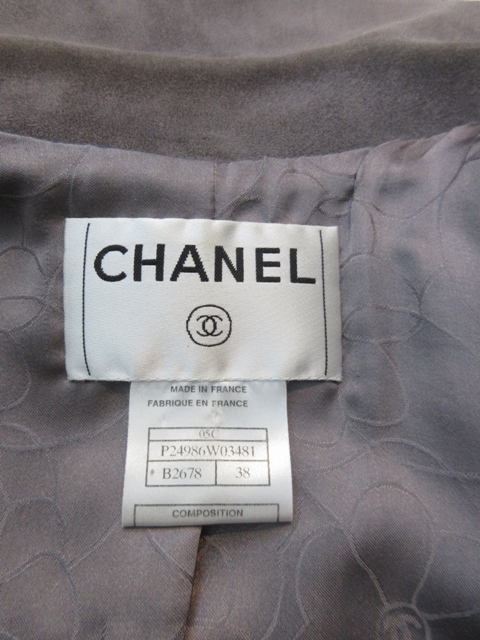 CHANEL
MADE IN FRANCE
FABRIQUE EN FRANCE
05C
P24986W03481
* B2678 38
COMPOSITION